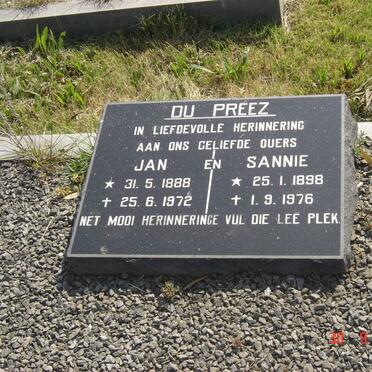 DU PREEZ
IN LIEFDEVOLLE HERINNERING
AAN ONS GELIEFDE OUERS
JAN EN SANNIE
★ 31. 5. 1888 ★ 25. 1. 1898
✝ 25. 6. 1972 ✝ 1. 9. 1976
NET MOOI HERINNERINGE VUL DIE LEE PLEK